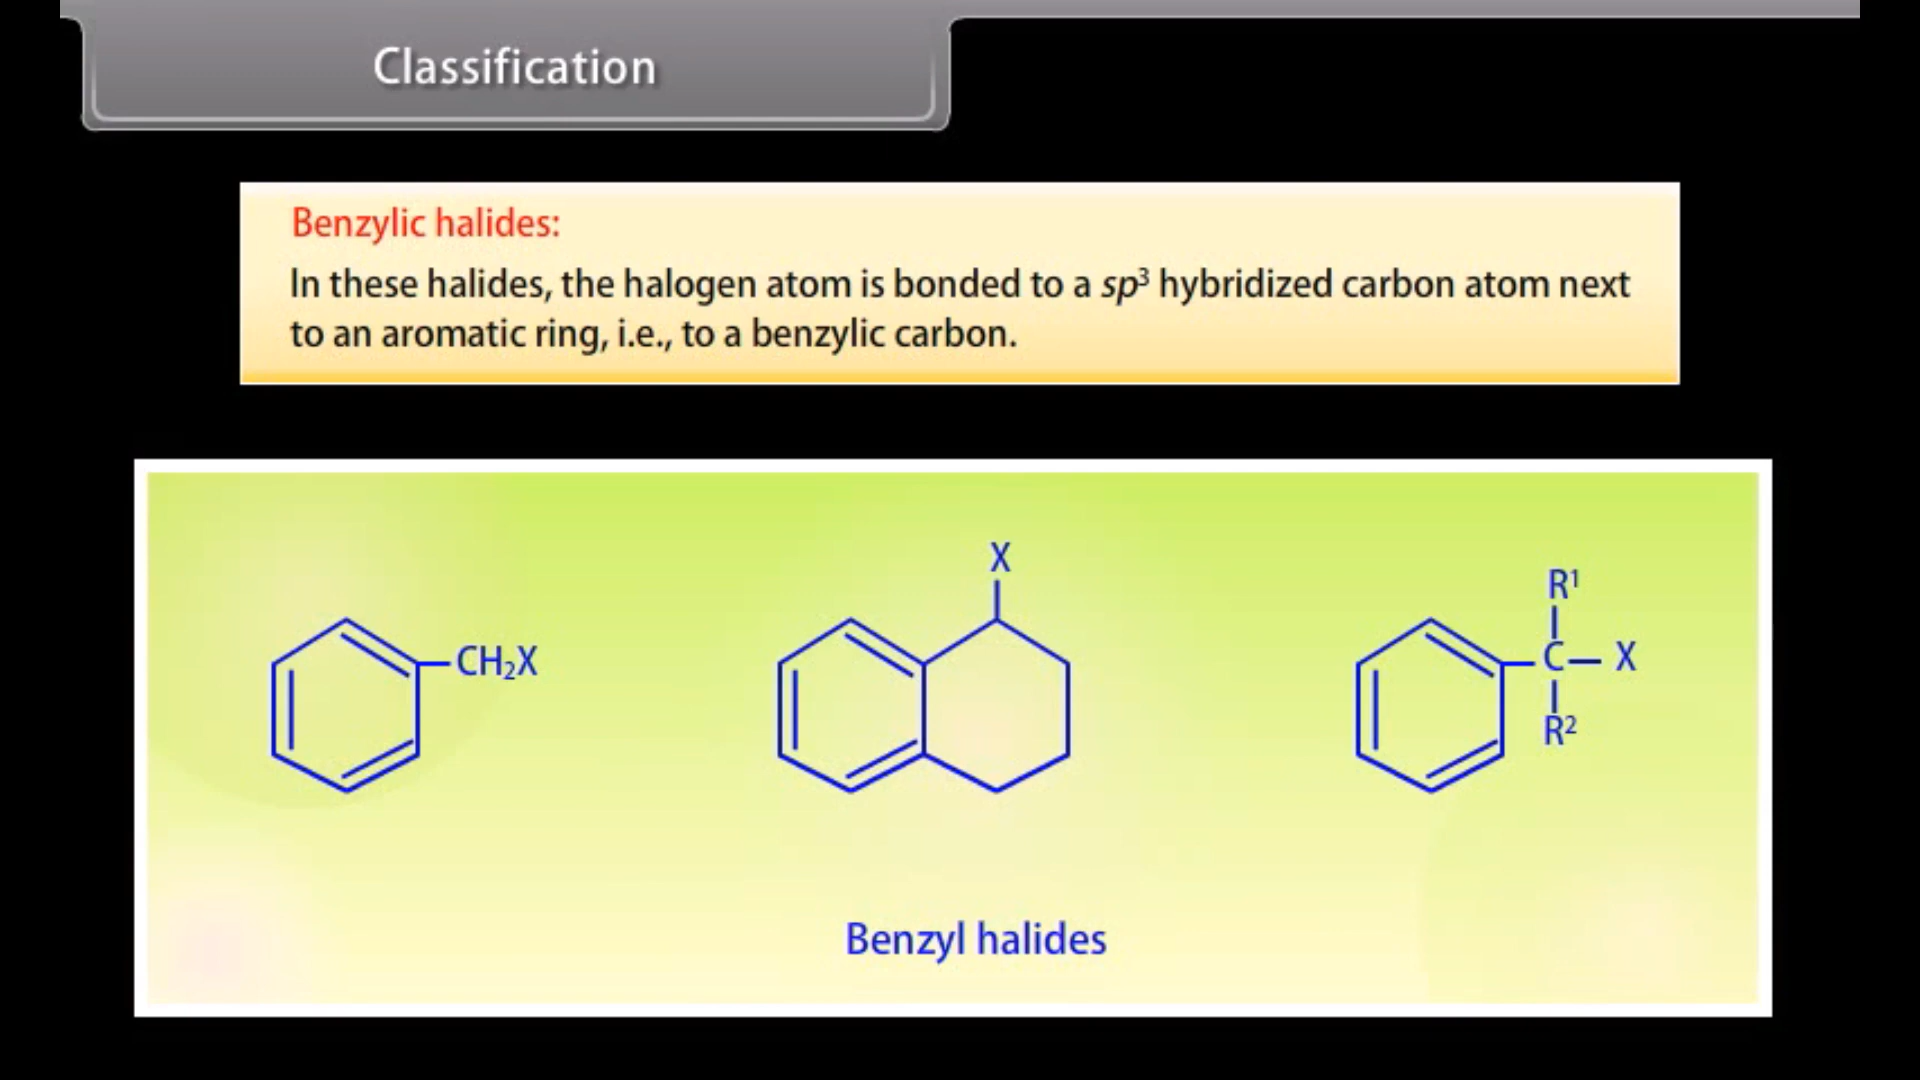 Classification
Benzylic halides:
In these halides, the halogen atom is bonded to a sp³ hybridized carbon atom next
to an aromatic ring, i.e., to a benzylic carbon.
X
R¹
CH₂X
C — X
R²
Benzyl halides